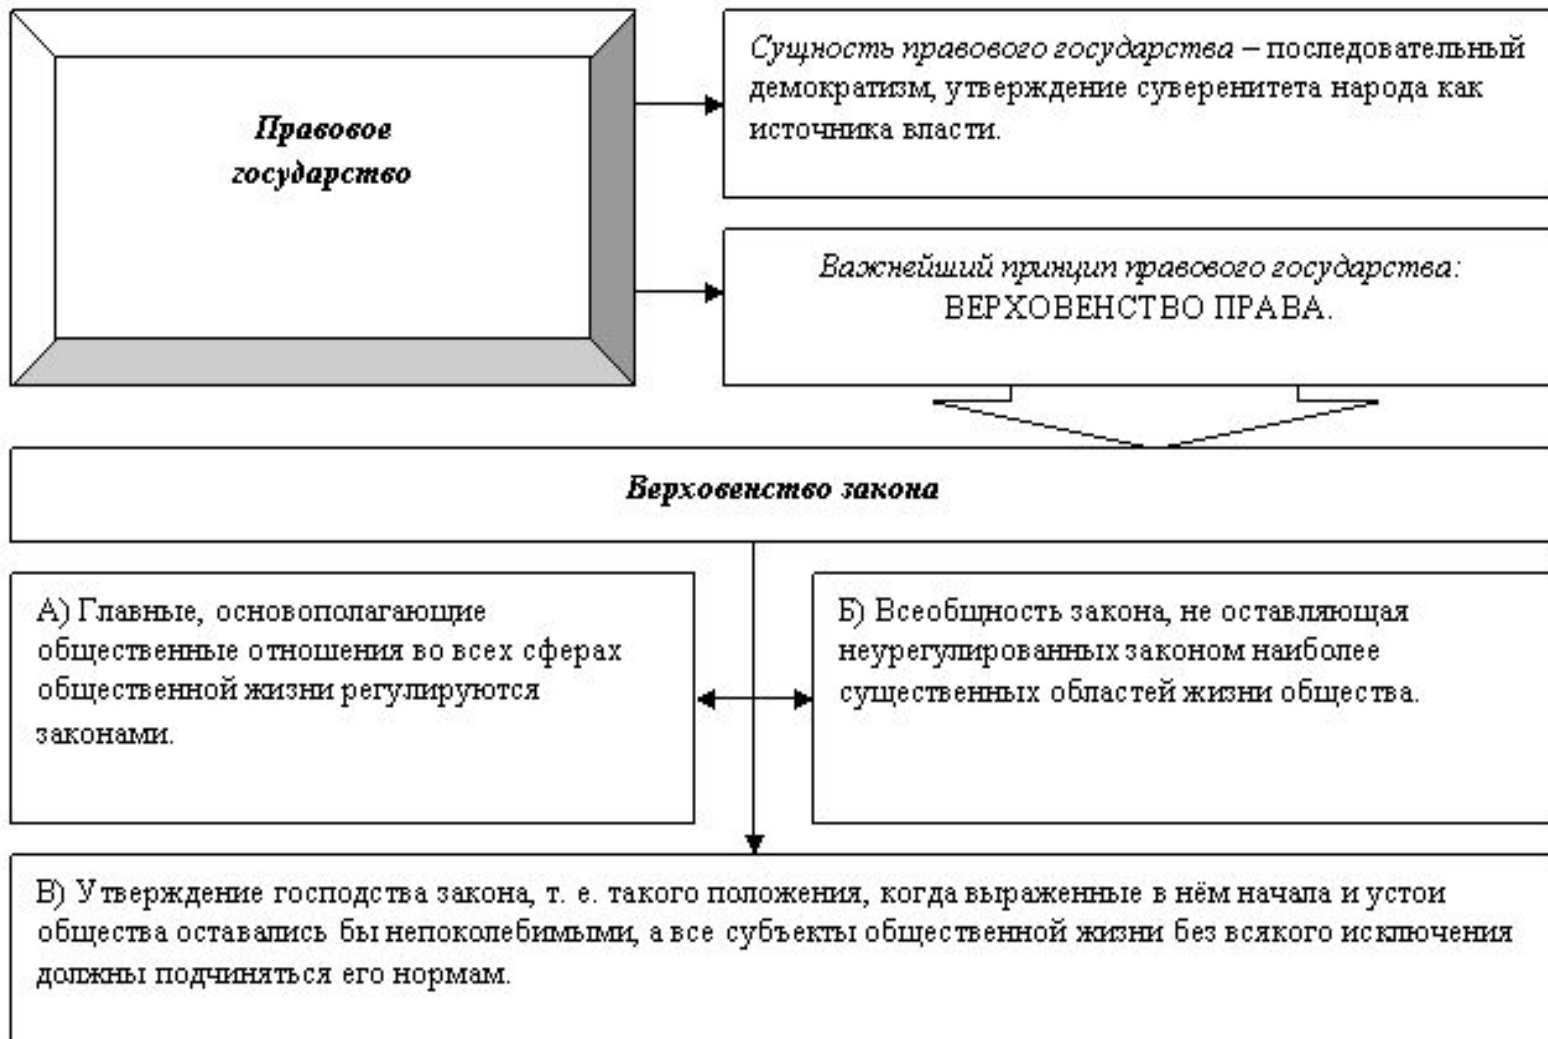 Правовое
государство
Сущность правового государства – последовательный
демократизм, утверждение суверенитета народа как
источника власти.
Важнейший принцип правового государства:
ВЕРХОВЕНСТВО ПРАВА.
Верховенство закона
А) Главные, основополагающие
общественные отношения во всех сферах
общественной жизни регулируются
законами.
Б) Всеобщность закона, не оставляющая
неурегулированных законом наиболее
существенных областей жизни общества.
В) Утверждение господства закона, т. е. такого положения, когда выраженные в нём начала и устои
общества оставались бы непоколебимыми, а все субъекты общественной жизни без всякого исключения
должны подчиняться его нормам.